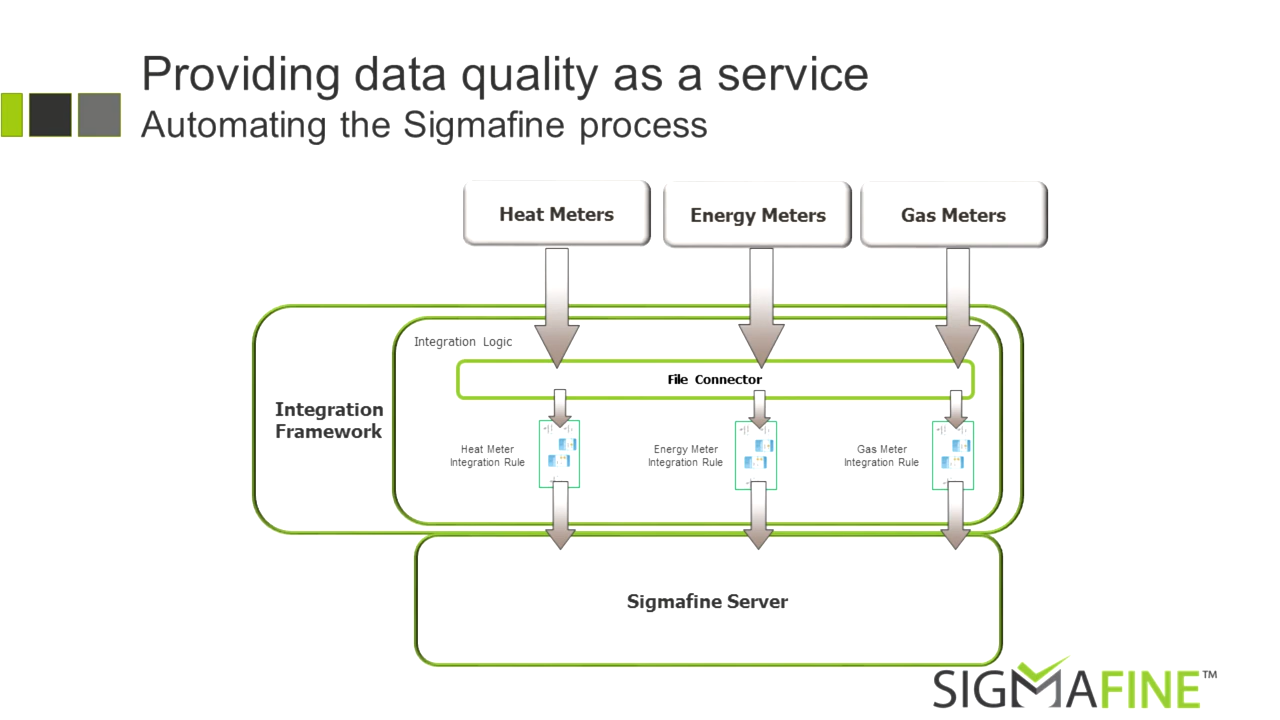 Providing data quality as a service
Automating the Sigmafine process
Heat Meters
Energy Meters
Gas Meters
Integration Logic
File Connector
Integration
Framework
Heat Meter
Integration Rule
Energy Meter
Integration Rule
Gas Meter
Integration Rule
Sigmafine Server
SIGMAFINE™